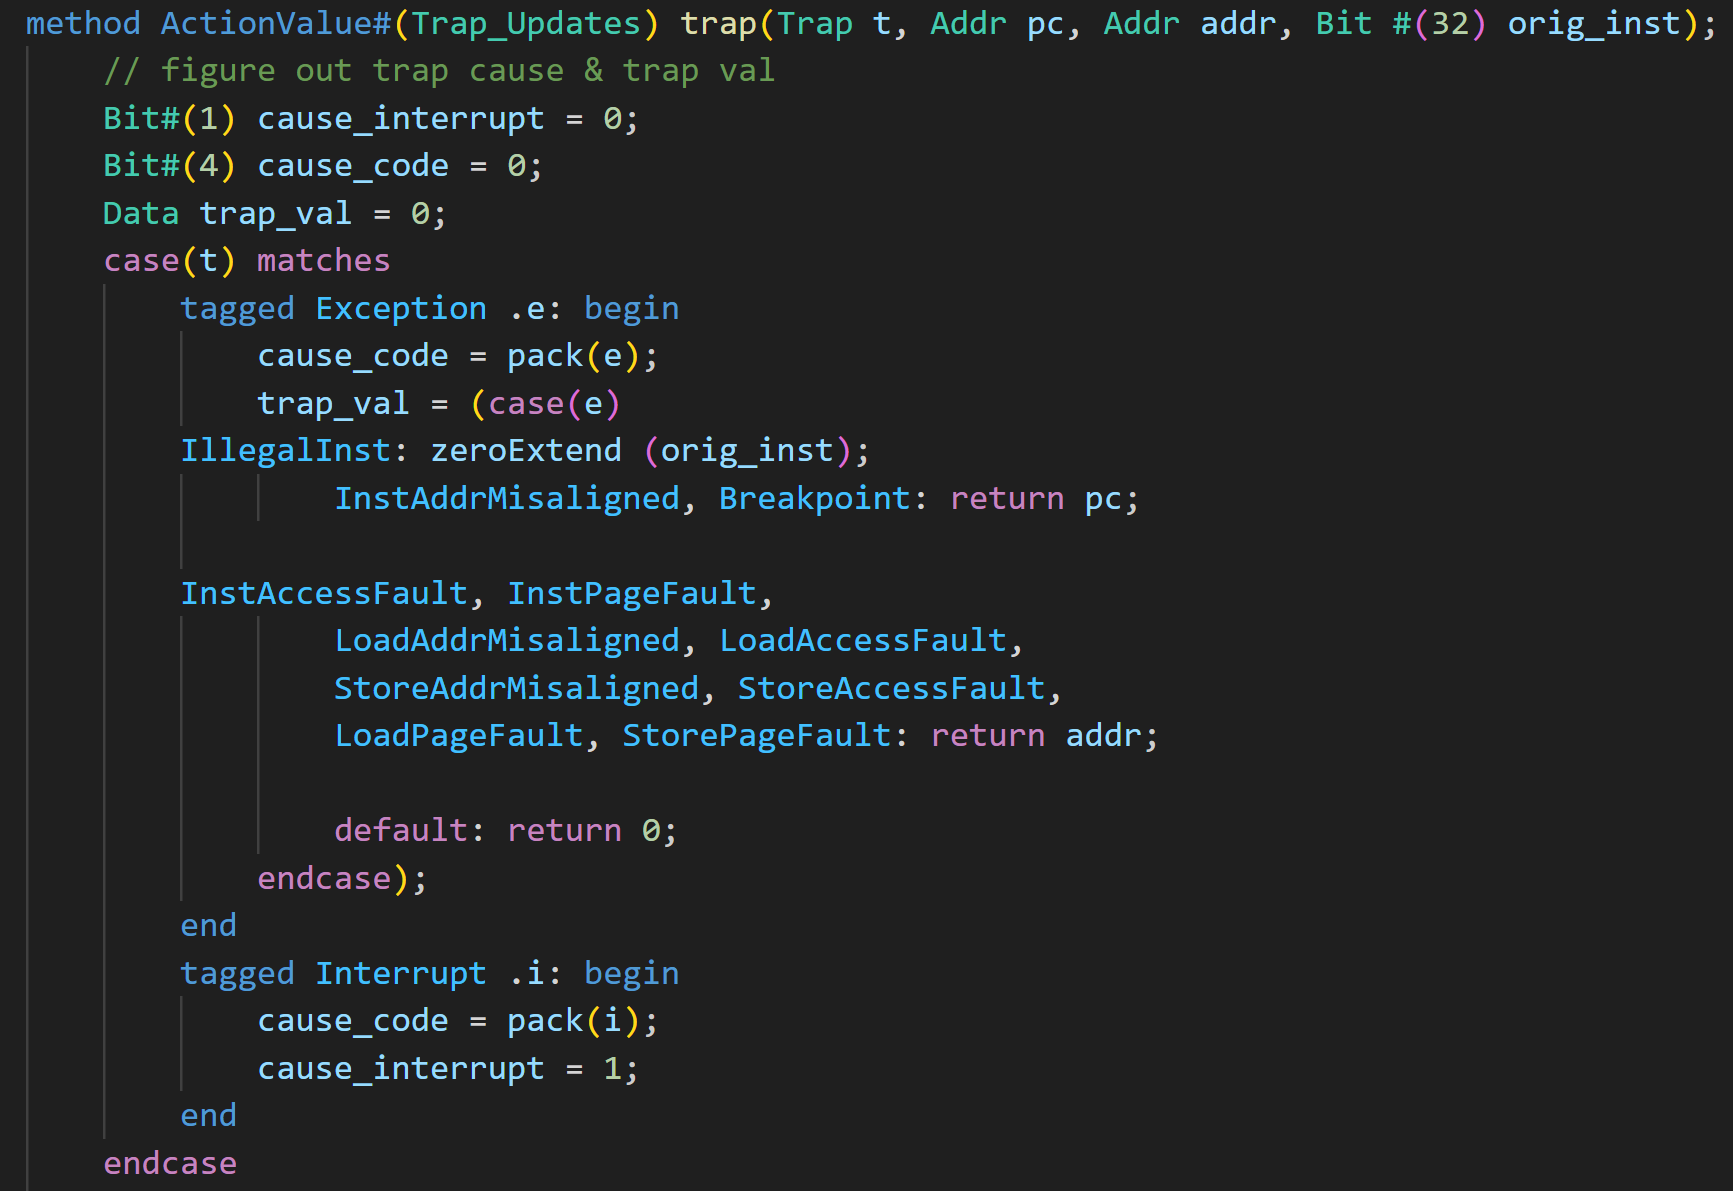 method ActionValue#(Trap_Updates) trap(Trap t, Addr pc, Addr addr, Bit #(32) orig_inst);
// figure out trap cause & trap val
Bit#(1) cause_interrupt = 0;
Bit#(4) cause_code = 0;
Data trap_val = 0;
case(t) matches
tagged Exception .e: begin
cause_code = pack(e);
trap_val = (case(e)
IllegalInst: zeroExtend (orig_inst);
InstAddrMisaligned, Breakpoint: return pc;
InstAccessFault, InstPageFault,
LoadAddrMisaligned, LoadAccessFault,
StoreAddrMisaligned, StoreAccessFault,
LoadPageFault, StorePageFault: return addr;
default: return 0;
endcase);
end
tagged Interrupt .i: begin
cause_code = pack(i);
cause_interrupt = 1;
end
endcase